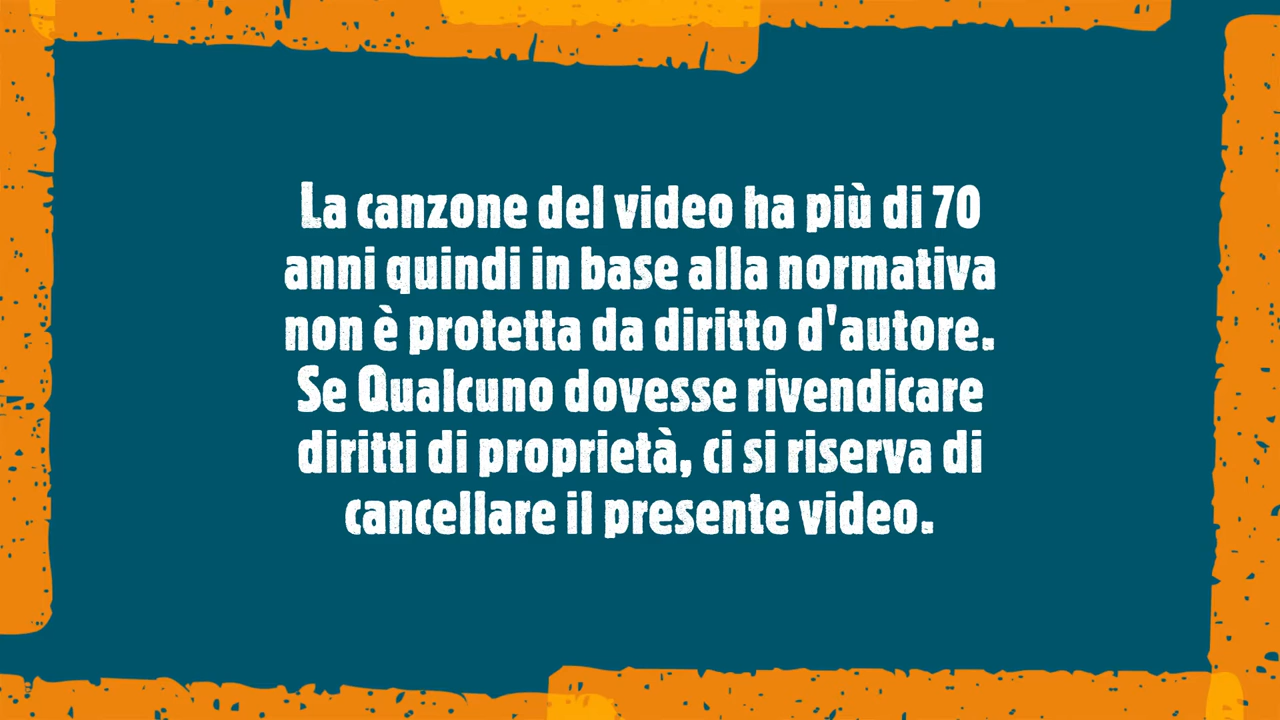 La canzone del video ha più di 70
anni quindi in base alla normativa
non è protetta da diritto d'autore.
Se Qualcuno dovesse rivendicare
diritti di proprietà, ci si riserva di
cancellare il presente video.